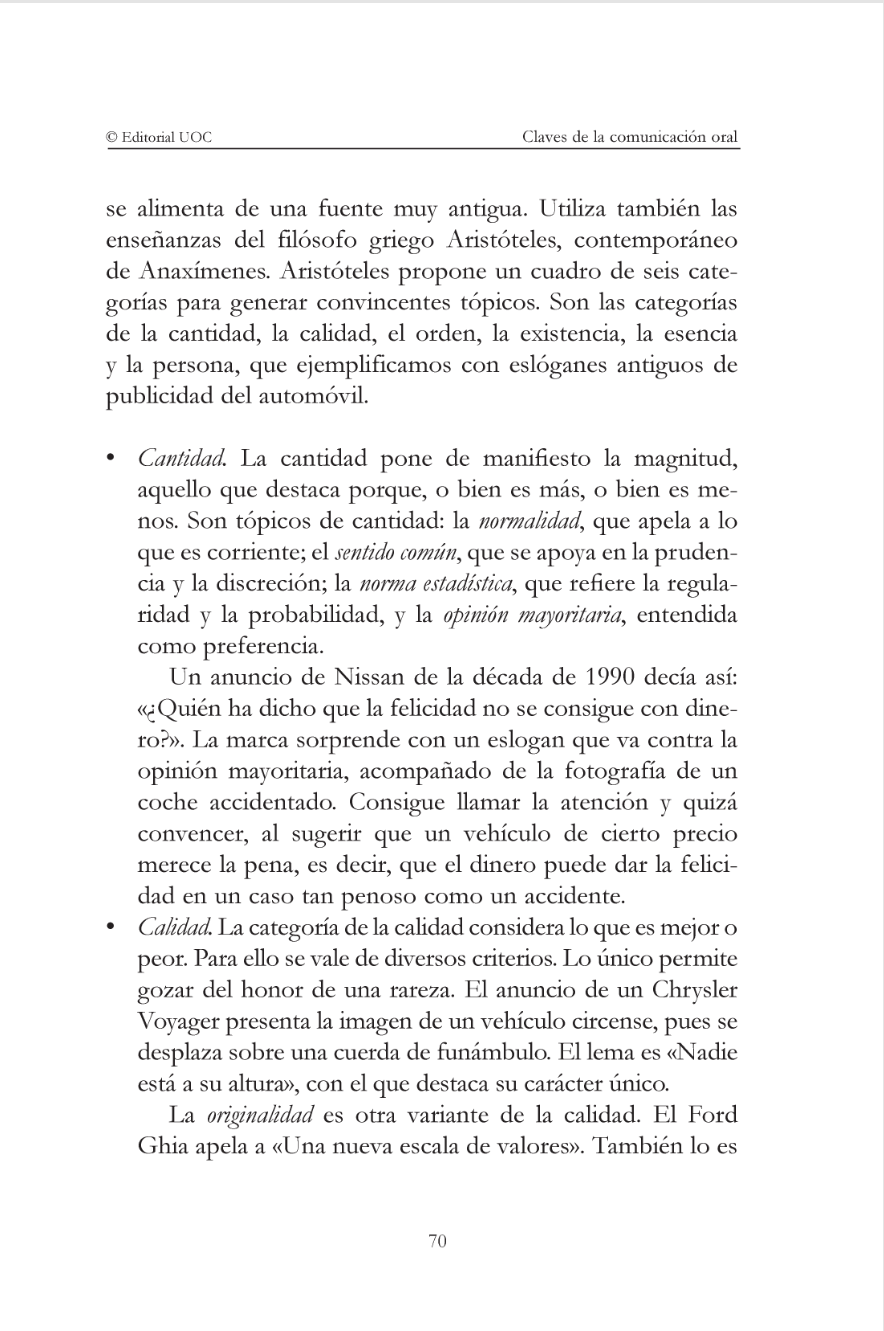 © Editorial UOC
Claves de la comunicación oral
se alimenta de una fuente muy antigua. Utiliza también las
enseñanzas del filósofo griego Aristóteles, contemporáneo
de Anaxímenes. Aristóteles propone un cuadro de seis cate-
gorías para generar convincentes tópicos. Son las categorías
de la cantidad, la calidad, el orden, la existencia, la esencia
y la persona, que ejemplificamos con eslóganes antiguos de
publicidad del automóvil.
• Cantidad. La cantidad pone de manifiesto la magnitud,
aquello que destaca porque, o bien es más, o bien es me-
nos. Son tópicos de cantidad: la normalidad, que apela a lo
que es corriente; el sentido común, que se apoya en la pruden-
cia y la discreción; la norma estadística, que refiere la regula-
ridad y la probabilidad, y la opinión mayoritaria, entendida
como preferencia.
Un anuncio de Nissan de la década de 1990 decía así:
«¿Quién ha dicho que la felicidad no se consigue con dine-
ro?». La marca sorprende con un eslogan que va contra la
opinión mayoritaria, acompañado de la fotografía de un
coche accidentado. Consigue llamar la atención y quizá
convencer, al sugerir que un vehículo de cierto precio
merece la pena, es decir, que el dinero puede dar la felici-
dad en un caso tan penoso como un accidente.
• Calidad. La categoría de la calidad considera lo que es mejor o
peor. Para ello se vale de diversos criterios. Lo único permite
gozar del honor de una rareza. El anuncio de un Chrysler
Voyager presenta la imagen de un vehículo circense, pues se
desplaza sobre una cuerda de funámbulo. El lema es «Nadie
está a su altura», con el que destaca su carácter único.
La originalidad es otra variante de la calidad. El Ford
Ghia apela a «Una nueva escala de valores». También lo es
70